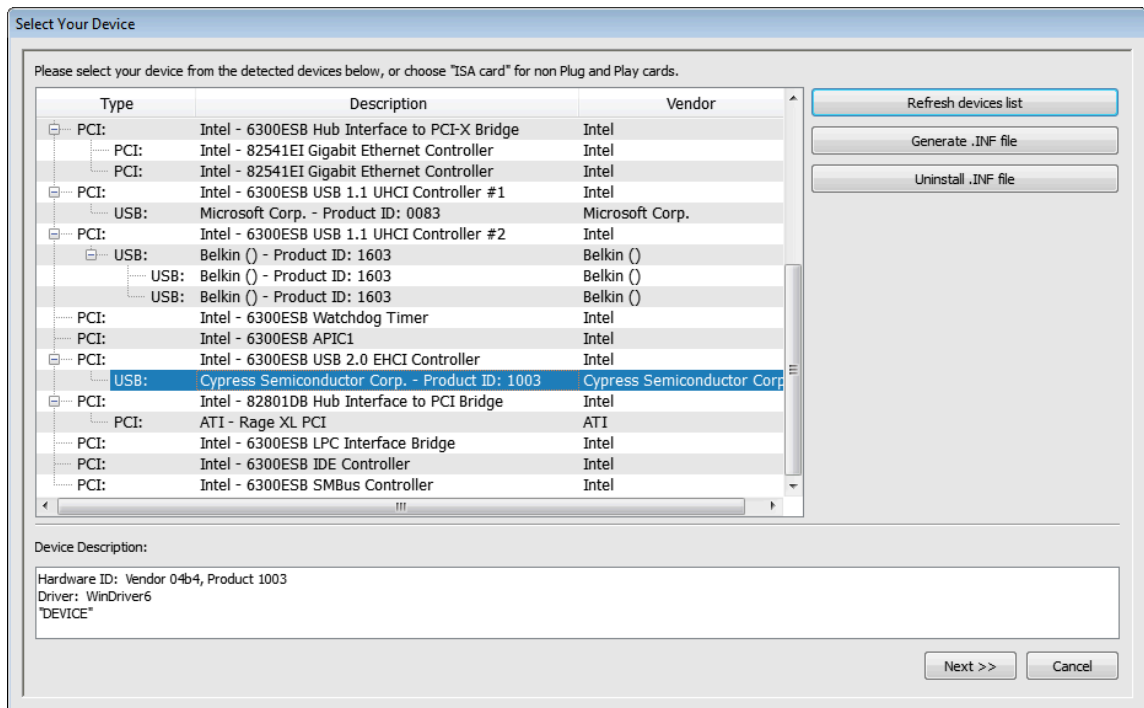 Select Your Device
Please select your device from the detected devices below, or choose "ISA card" for non Plug and Play cards.
Type Description Vendor
PCI: Intel - 6300ESB Hub Interface to PCI-X Bridge Intel
PCI: Intel - 82541EI Gigabit Ethernet Controller Intel
PCI: Intel - 82541EI Gigabit Ethernet Controller Intel
PCI: Intel - 6300ESB USB 1.1 UHCI Controller #1 Intel
USB: Microsoft Corp. - Product ID: 0083 Microsoft Corp.
PCI: Intel - 6300ESB USB 1.1 UHCI Controller #2 Intel
USB: Belkin () - Product ID: 1603 Belkin ()
USB: Belkin () - Product ID: 1603 Belkin ()
USB: Belkin () - Product ID: 1603 Belkin ()
PCI: Intel - 6300ESB Watchdog Timer Intel
PCI: Intel - 6300ESB APIC1 Intel
PCI: Intel - 6300ESB USB 2.0 EHCI Controller Intel
USB: Cypress Semiconductor Corp. - Product ID: 1003 Cypress Semiconductor Corp
PCI: Intel - 82801DB Hub Interface to PCI Bridge Intel
PCI: ATI - Rage XL PCI ATI
PCI: Intel - 6300ESB LPC Interface Bridge Intel
PCI: Intel - 6300ESB IDE Controller Intel
PCI: Intel - 6300ESB SMBus Controller Intel
Refresh devices list
Generate .INF file
Uninstall .INF file
Device Description:
Hardware ID: Vendor 04b4, Product 1003
Driver: WinDriver6
"DEVICE"
Next >> Cancel